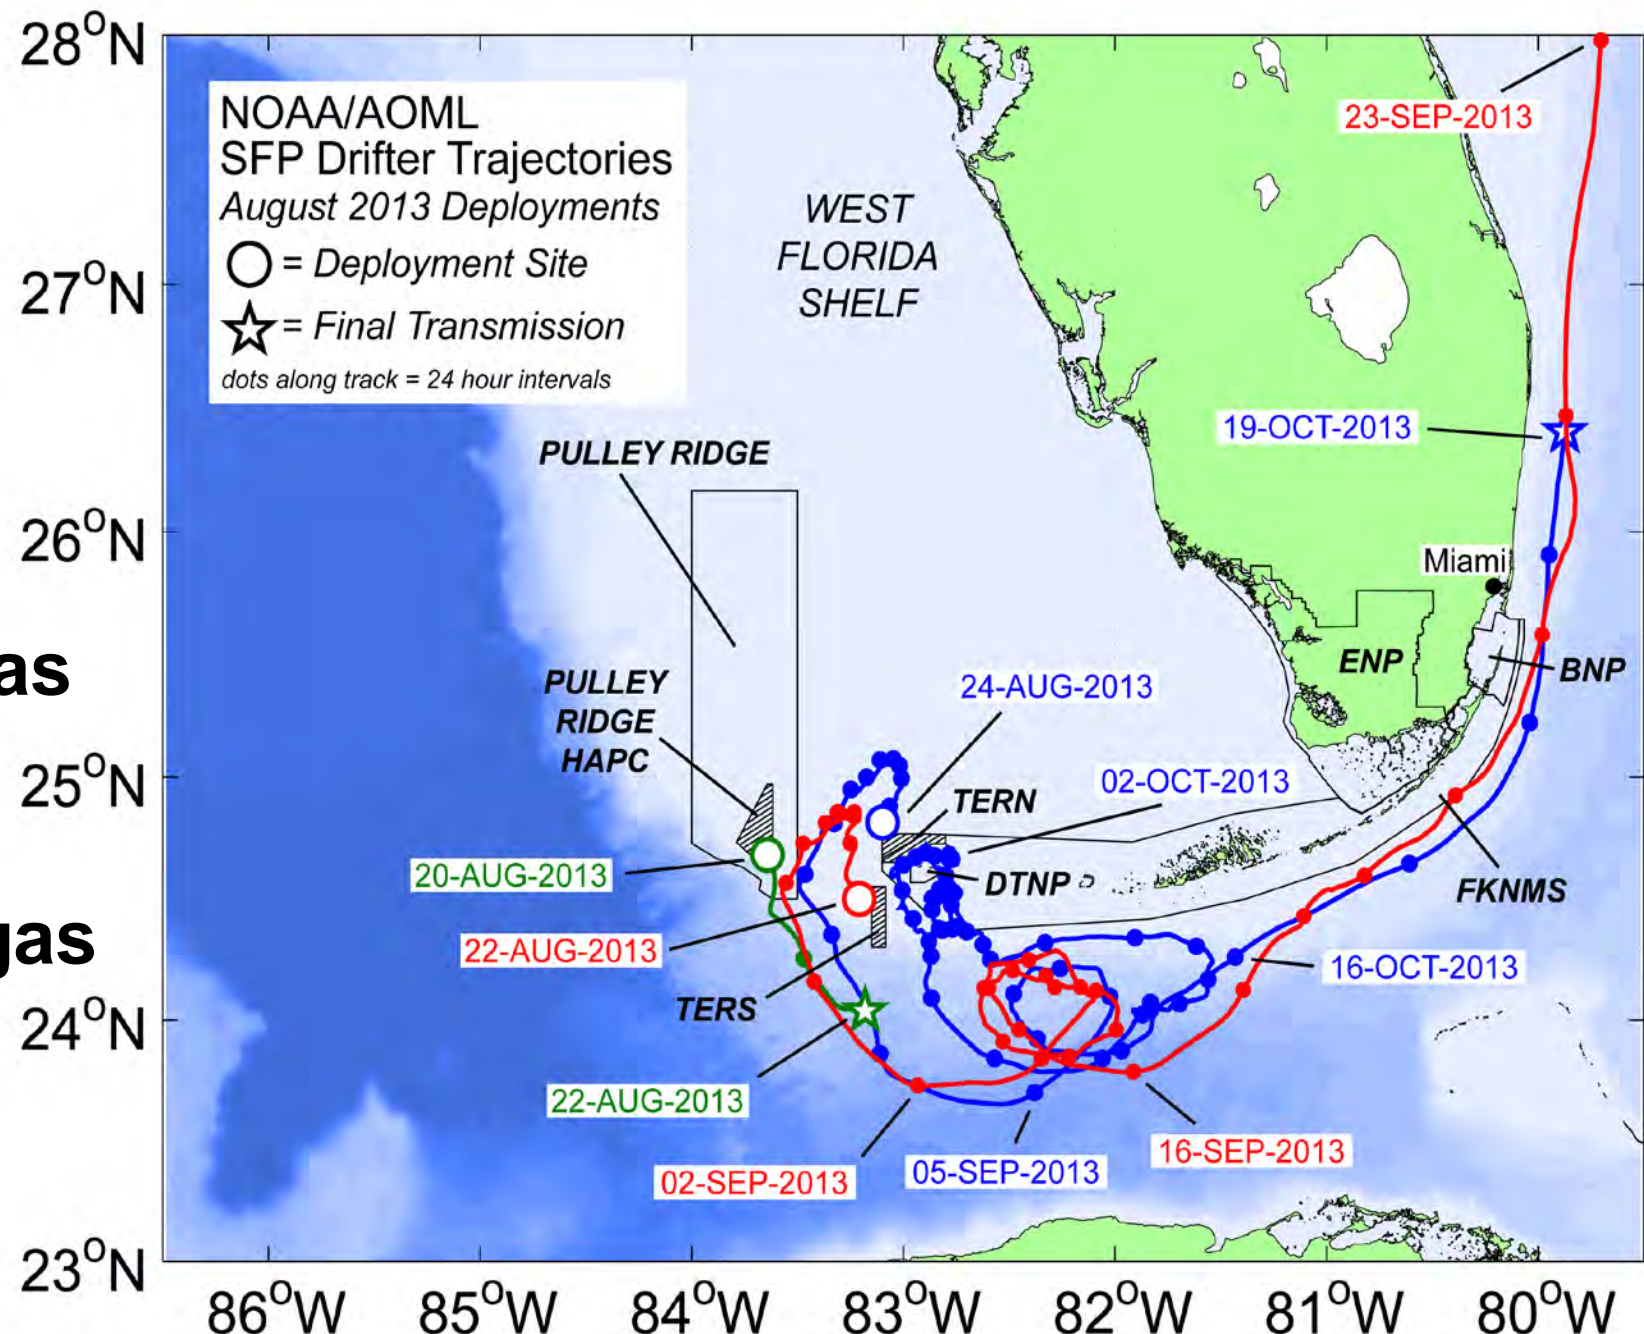 28°N
27°N
26°N
25°N
24°N
23°N
86°W
85°W
84°W
83°W
82°W
81°W
80°W
NOAA/AOML
SFP Drifter Trajectories
August 2013 Deployments
= Deployment Site
= Final Transmission
dots along track = 24 hour intervals
WEST
FLORIDA
SHELF
23-SEP-2013
19-OCT-2013
PULLEY RIDGE
Miami
ENP
BNP
as
PULLEY
RIDGE
HAPC
24-AUG-2013
02-OCT-2013
TERN
20-AUG-2013
DTNP
FKNMS
gas
22-AUG-2013
16-OCT-2013
TERS
22-AUG-2013
16-SEP-2013
02-SEP-2013
05-SEP-2013